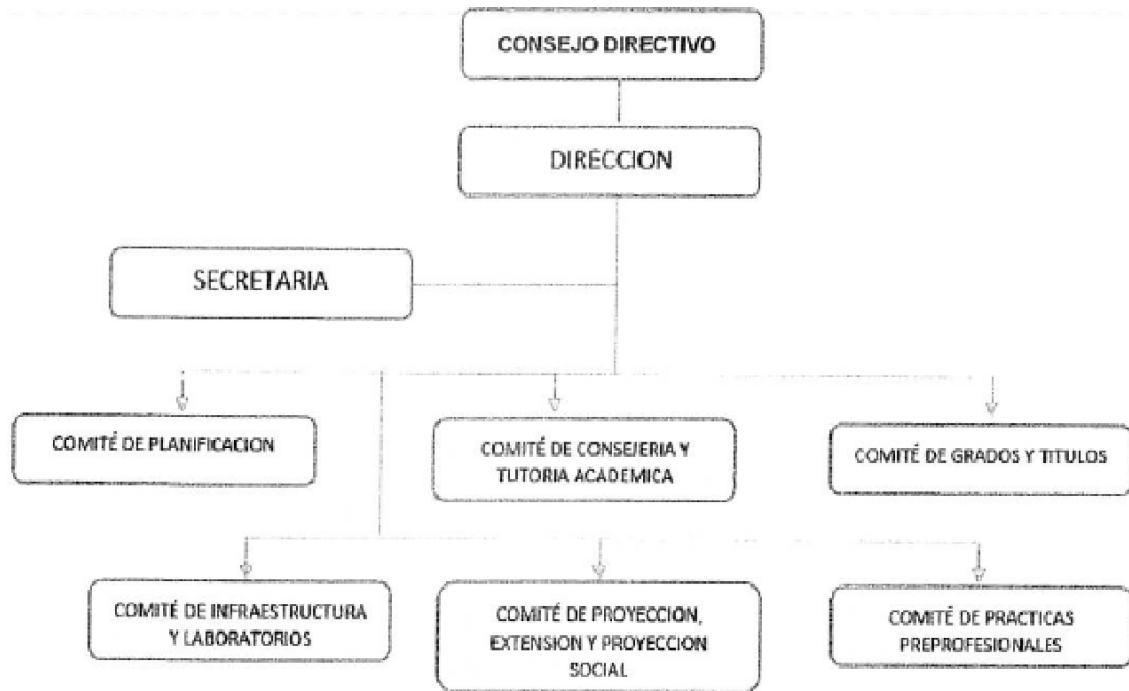 CONSEJO DIRECTIVO
DIRECCION
SECRETARIA
COMITÉ DE PLANIFICACION
COMITÉ DE CONSEJERIA Y
TUTORIA ACADEMICA
COMITÉ DE GRADOS Y TITULOS
COMITÉ DE INFRAESTRUCTURA
Y LABORATORIOS
COMITÉ DE PROYECCION,
EXTENSION Y PROYECCION
SOCIAL
COMITÉ DE PRACTICAS
PREPROFESIONALES